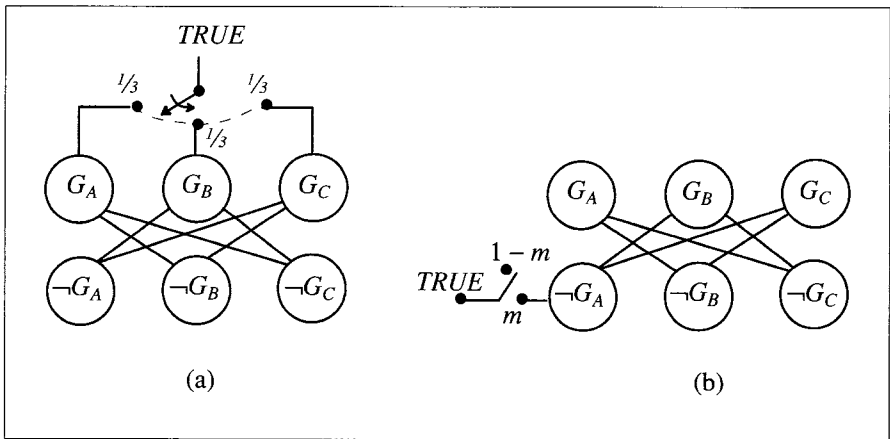 TRUE
1/3
1/3
1/3
G_A G_B G_C
¬G_A ¬G_B ¬G_C
(a)
G_A G_B G_C
1 – m
TRUE
m
¬G_A ¬G_B ¬G_C
(b)